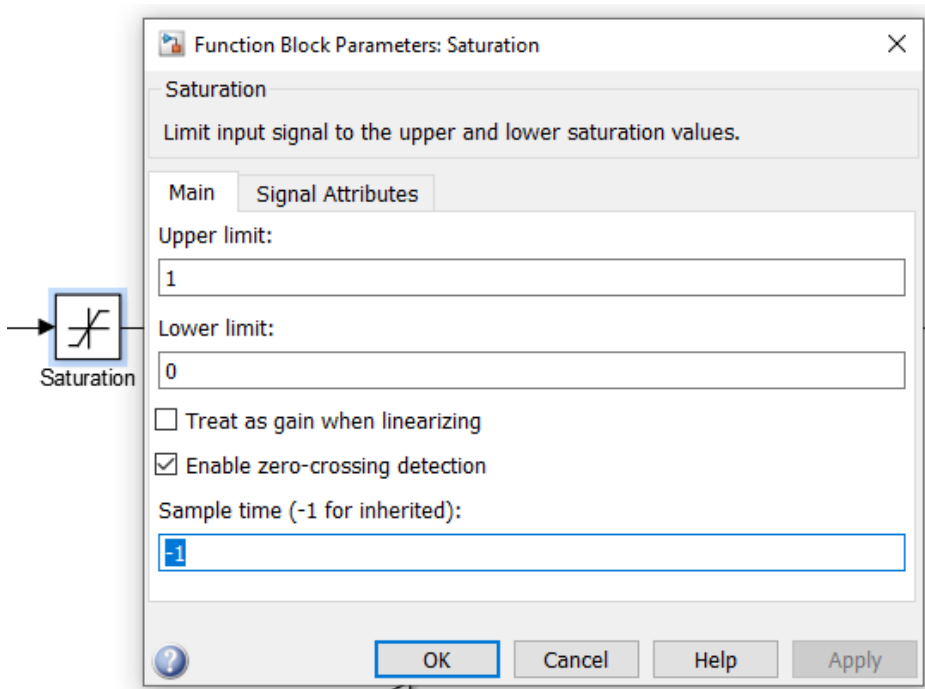 Function Block Parameters: Saturation
Saturation
Limit input signal to the upper and lower saturation values.
Main Signal Attributes
Upper limit:
1
Lower limit:
0
Saturation
Treat as gain when linearizing
Enable zero-crossing detection
Sample time (-1 for inherited):
-1
? OK Cancel Help Apply